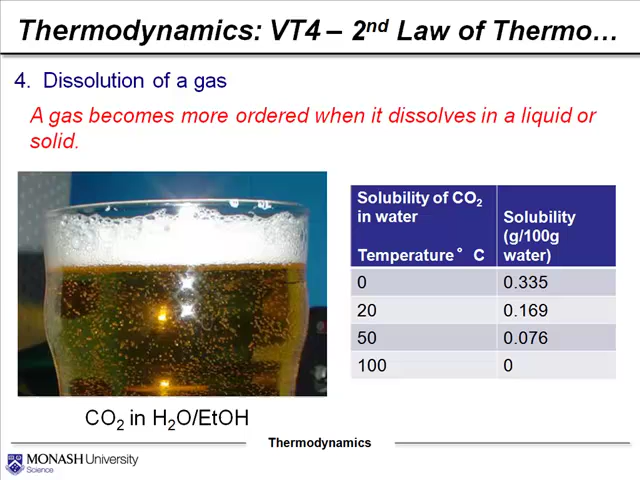 Thermodynamics: VT4 – 2nd Law of Thermo…
4. Dissolution of a gas
A gas becomes more ordered when it dissolves in a liquid or
solid.
Solubility of CO2
in water
Temperature° C
Solubility
(g/100g
water)
0 0.335
20 0.169
50 0.076
100 0
CO2 in H2O/EtOH
Thermodynamics
MONASH University
Science